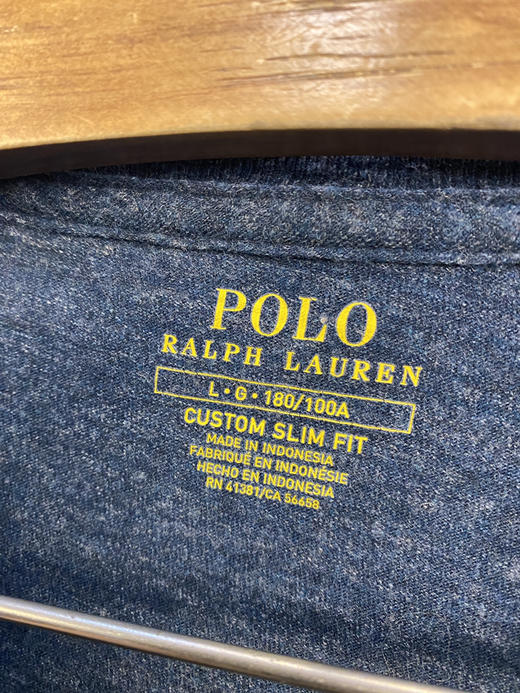 POLO
RALPH LAUREN
L • G • 180/100A
CUSTOM SLIM FIT
MADE IN INDONESIA
FABRIQUÉ EN INDONÉSIE
HECHO EN INDONESIA
RN 41381/CA 56658